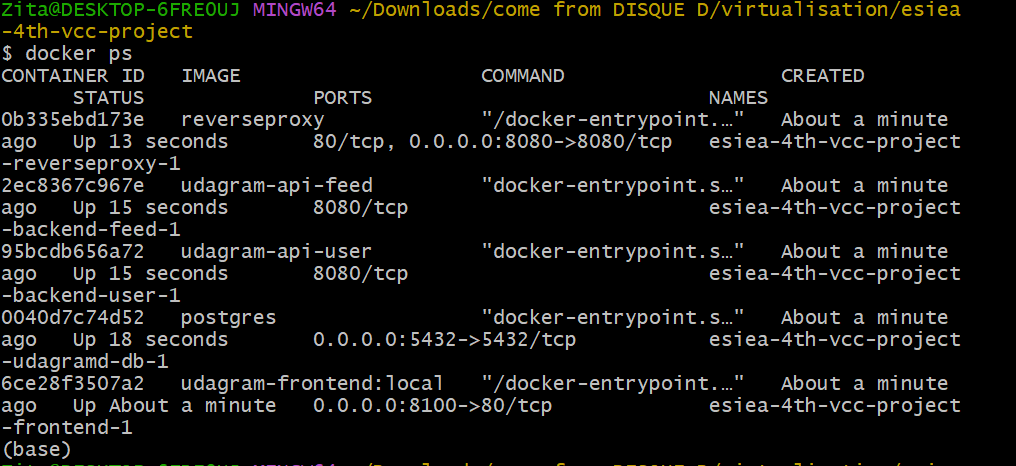 Zita@DESKTOP-6FREOUJ MINGW64 ~/Downloads/come from DISQUE D/virtualisation/esiea
-4th-vcc-project
$ docker ps
CONTAINER ID   IMAGE                    COMMAND                  CREATED
      STATUS              PORTS                            NAMES
0b335ebd173e   reverseproxy             "/docker-entrypoint.…"   About a minute
ago   Up 13 seconds       80/tcp, 0.0.0.0:8080->8080/tcp   esiea-4th-vcc-project
-reverseproxy-1
2ec8367c967e   udagram-api-feed         "docker-entrypoint.s…"   About a minute
ago   Up 15 seconds       8080/tcp                         esiea-4th-vcc-project
-backend-feed-1
95bcdb656a72   udagram-api-user         "docker-entrypoint.s…"   About a minute
ago   Up 15 seconds       8080/tcp                         esiea-4th-vcc-project
-backend-user-1
0040d7c74d52   postgres                 "docker-entrypoint.s…"   About a minute
ago   Up 18 seconds       0.0.0.0:5432->5432/tcp           esiea-4th-vcc-project
-udagramd-db-1
6ce28f3507a2   udagram-frontend:local   "/docker-entrypoint.…"   About a minute
ago   Up About a minute   0.0.0.0:8100->80/tcp             esiea-4th-vcc-project
-frontend-1
(base)